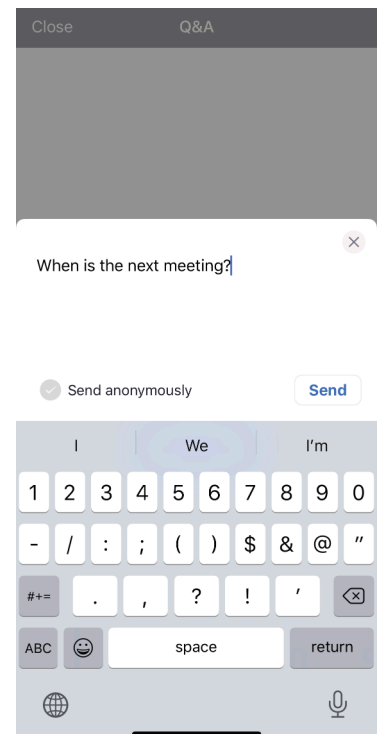 Close Q&A
When is the next meeting?
Send anonymously Send
I We I'm
1 2 3 4 5 6 7 8 9 0
- / : ; ( ) $ & @ "
#+= . , ? ! '
ABC space return